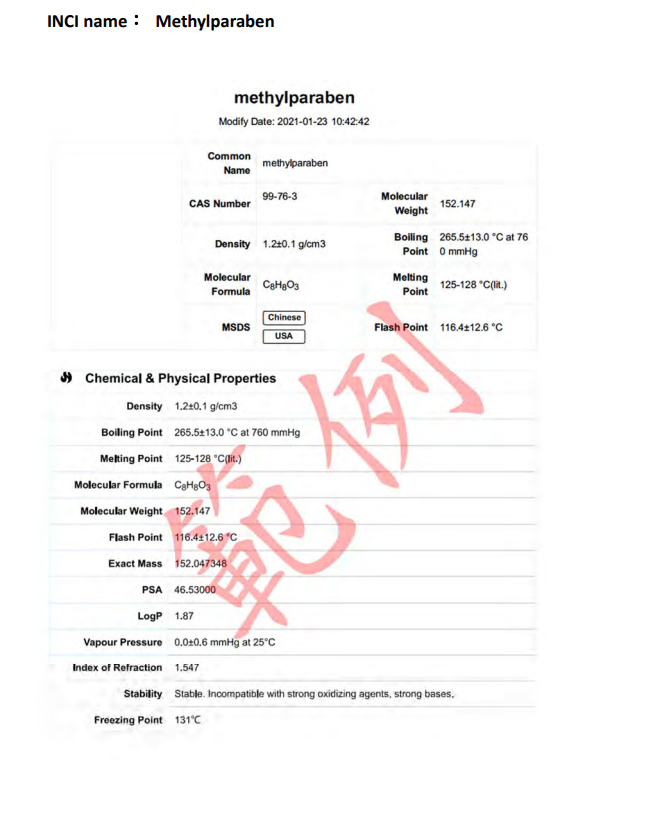 INCI name： Methylparaben
methylparaben
Modify Date: 2021-01-23 10:42:42
Common Name methylparaben
CAS Number 99-76-3 Molecular Weight 152.147
Density 1.2±0.1 g/cm3 Boiling Point 265.5±13.0 °C at 760 mmHg
Molecular Formula C8H8O3 Melting Point 125-128 °C(lit.)
MSDS Chinese USA Flash Point 116.4±12.6 °C
Chemical & Physical Properties
Density 1.2±0.1 g/cm3
Boiling Point 265.5±13.0 °C at 760 mmHg
Melting Point 125-128 °C(lit.)
Molecular Formula C8H8O3
Molecular Weight 152.147
Flash Point 116.4±12.6 °C
Exact Mass 152.047348
PSA 46.53000
LogP 1.87
Vapour Pressure 0.0±0.6 mmHg at 25°C
Index of Refraction 1.547
Stability Stable. Incompatible with strong oxidizing agents, strong bases.
Freezing Point 131℃
範例